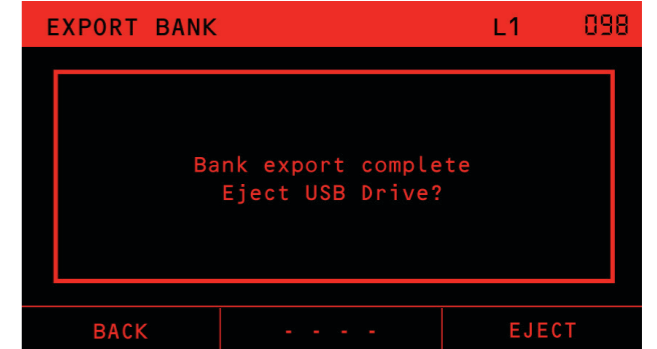 EXPORT BANK L1 098
Bank export complete
Eject USB Drive?
BACK - - - - EJECT